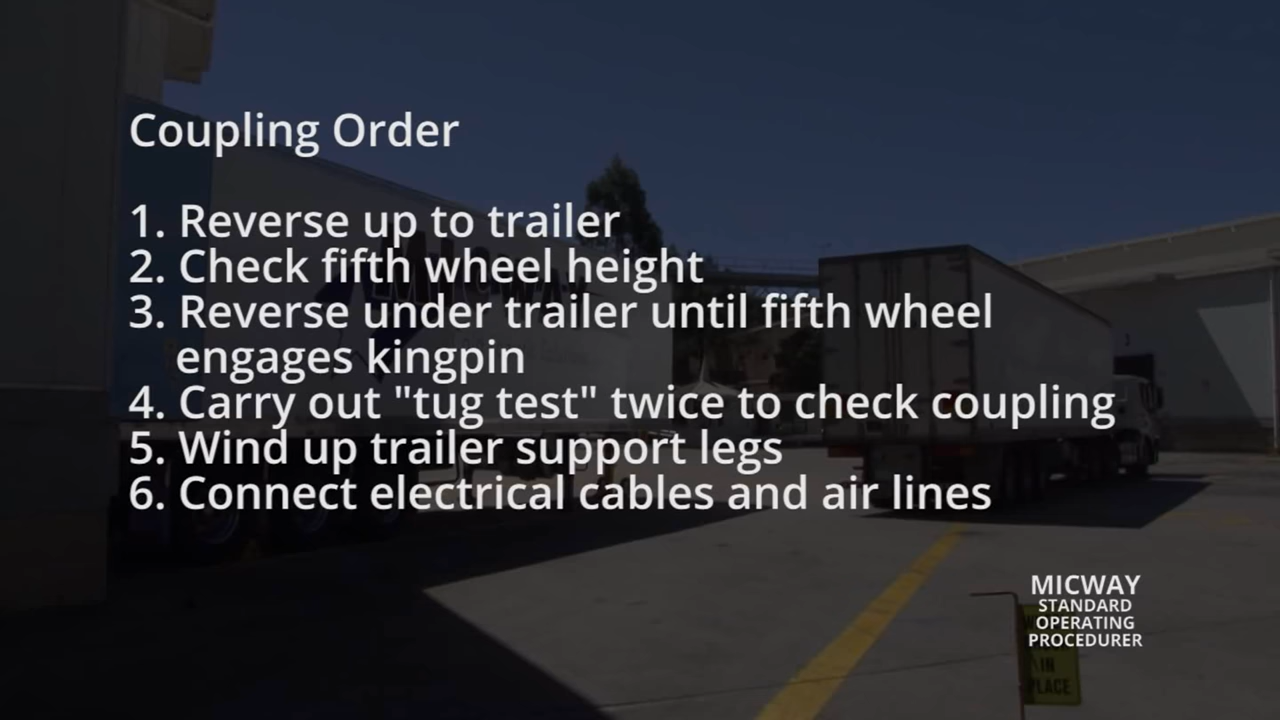 Coupling Order
1. Reverse up to trailer
2. Check fifth wheel height
3. Reverse under trailer until fifth wheel
engages kingpin
4. Carry out "tug test" twice to check coupling
5. Wind up trailer support legs
6. Connect electrical cables and air lines
MICWAY
STANDARD
OPERATING
PROCEDURER
IN
PLACE